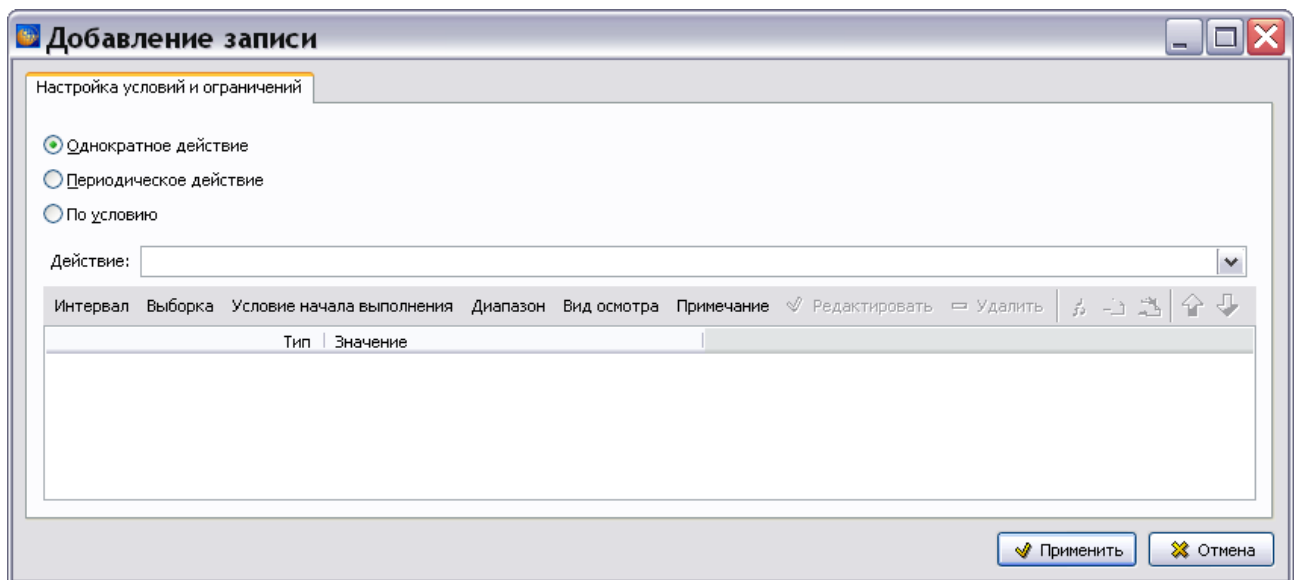 Добавление записи
Настройка условий и ограничений
Однократное действие
Периодическое действие
По условию
Действие:
Интервал Выборка Условие начала выполнения Диапазон Вид осмотра Примечание Редактировать Удалить
Тип Значение
Применить Отмена